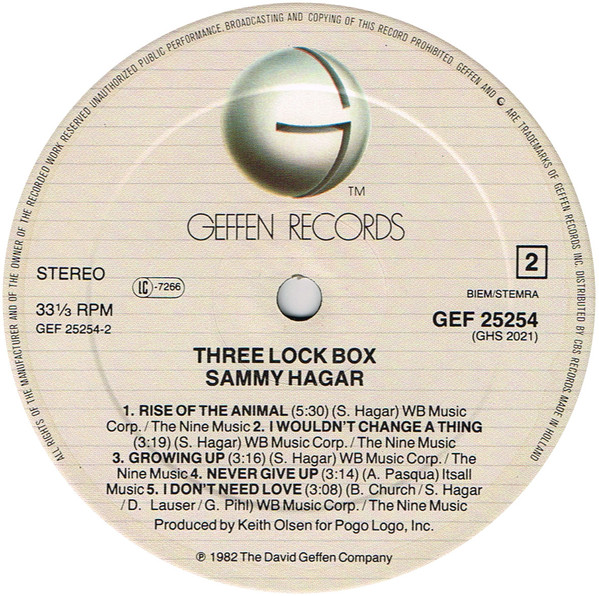 ALL RIGHTS OF THE MANUFACTURER AND OF THE OWNER OF THE RECORDED WORK RESERVED UNAUTHORIZED PUBLIC PERFORMANCE, BROADCASTING AND COPYING OF THIS RECORD PROHIBITED. GEFFEN AND G ARE TRADEMARKS OF GEFFEN RECORDS INC. DISTRIBUTED BY CBS RECORDS MADE IN HOLLAND
TM
GEFFEN RECORDS
STEREO
LC -7266
2
33⅓ RPM
BIEM/STEMRA
GEF 25254-2
GEF 25254
(GHS 2021)
THREE LOCK BOX
SAMMY HAGAR
1. RISE OF THE ANIMAL (5:30) (S. Hagar) WB Music
Corp. / The Nine Music 2. I WOULDN'T CHANGE A THING
(3:19) (S. Hagar) WB Music Corp. / The Nine Music
3. GROWING UP (3:16) (S. Hagar) WB Music Corp. / The
Nine Music 4. NEVER GIVE UP (3:14) (A. Pasqua) Itsall
Music 5. I DON'T NEED LOVE (3:08) (B. Church / S. Hagar
/ D. Lauser / G. Pihl) WB Music Corp. / The Nine Music
Produced by Keith Olsen for Pogo Logo, Inc.
℗ 1982 The David Geffen Company